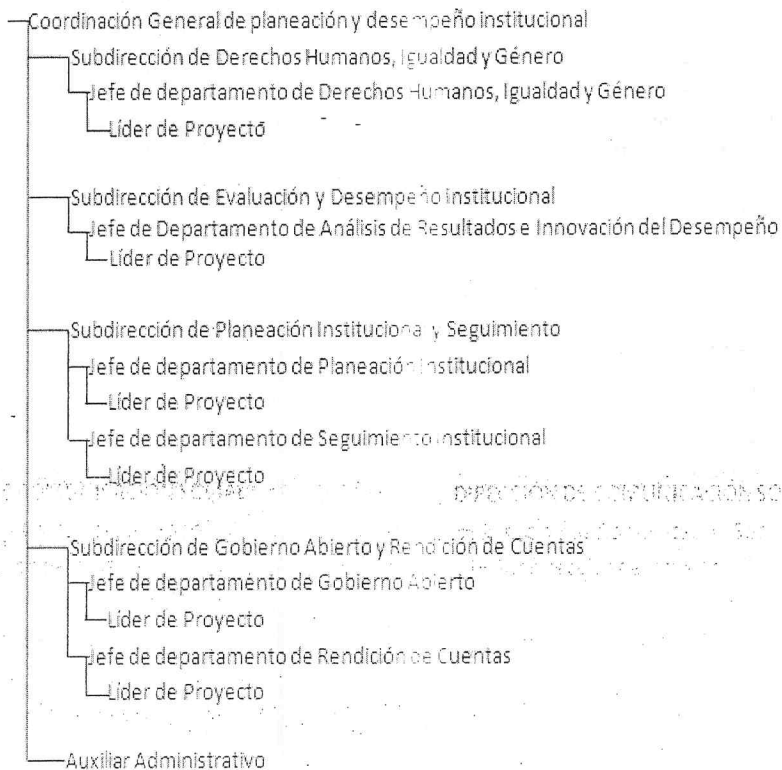 Coordinación General de planeación y desempeño institucional
Subdirección de Derechos Humanos, Igualdad y Género
Jefe de departamento de Derechos Humanos, Igualdad y Género
Líder de Proyecto
Subdirección de Evaluación y Desempeño Institucional
Jefe de Departamento de Análisis de Resultados e Innovación del Desempeño
Líder de Proyecto
Subdirección de Planeación Institucional y Seguimiento
Jefe de departamento de Planeación Institucional
Líder de Proyecto
Jefe de departamento de Seguimiento Institucional
Líder de Proyecto
Subdirección de Gobierno Abierto y Rendición de Cuentas
Jefe de departamento de Gobierno Abierto
Líder de Proyecto
Jefe de departamento de Rendición de Cuentas
Líder de Proyecto
Auxiliar Administrativo